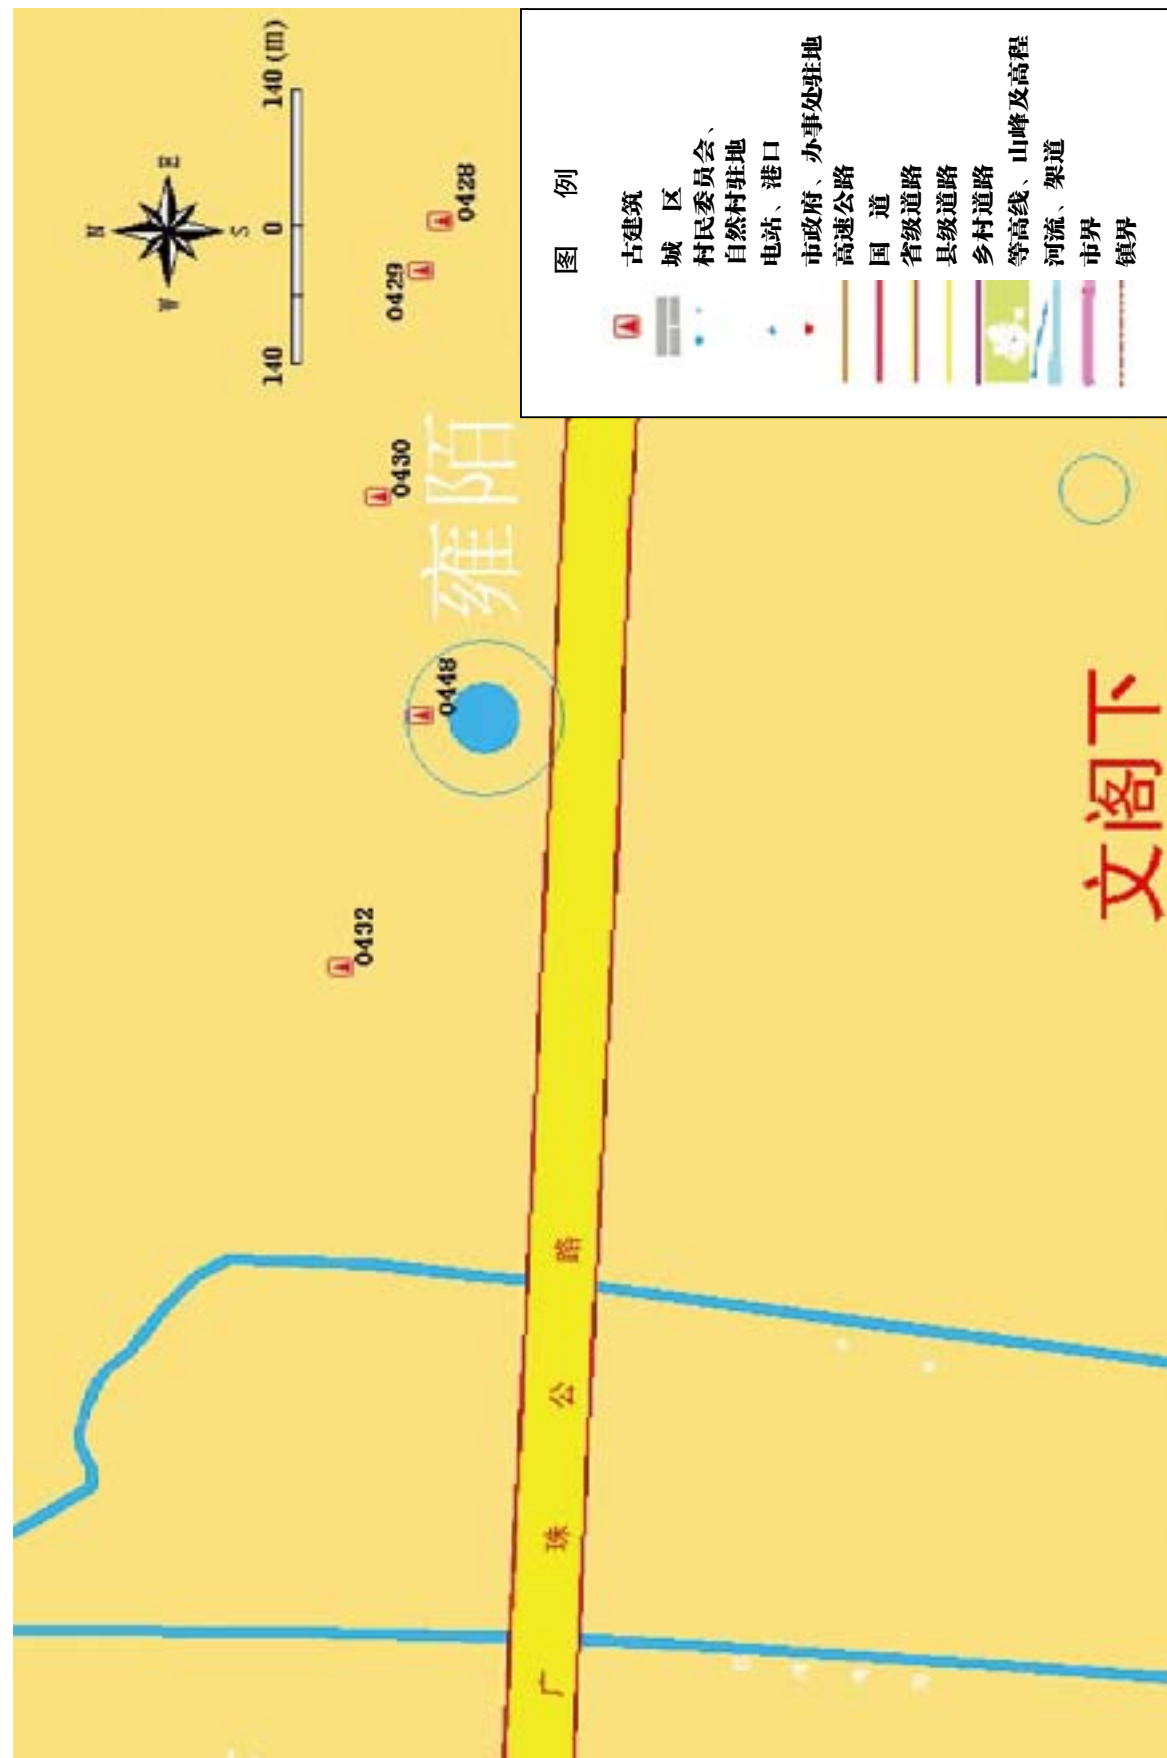 N
E
S
W
140
0
140 (m)
0428
0429
0430
0448
0432
雍陌
文阁下
广珠公路
图 例
古建筑
城 区
村民委员会、
自然村驻地
电站、港口
市政府、办事处驻地
高速公路
国 道
省级道路
县级道路
乡村道路
等高线、山峰及高程
河流、架道
市界
镇界